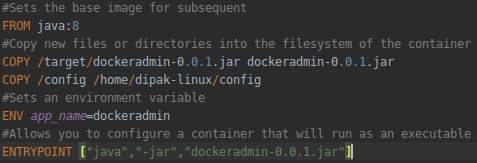 #Sets the base image for subsequent
FROM java:8
#Copy new files or directories into the filesystem of the container
COPY /target/dockeradmin-0.0.1.jar dockeradmin-0.0.1.jar
COPY /config /home/dipak-linux/config
#Sets an environment variable
ENV app_name=dockeradmin
#Allows you to configure a container that will run as an executable
ENTRYPOINT ["java","-jar","dockeradmin-0.0.1.jar"]